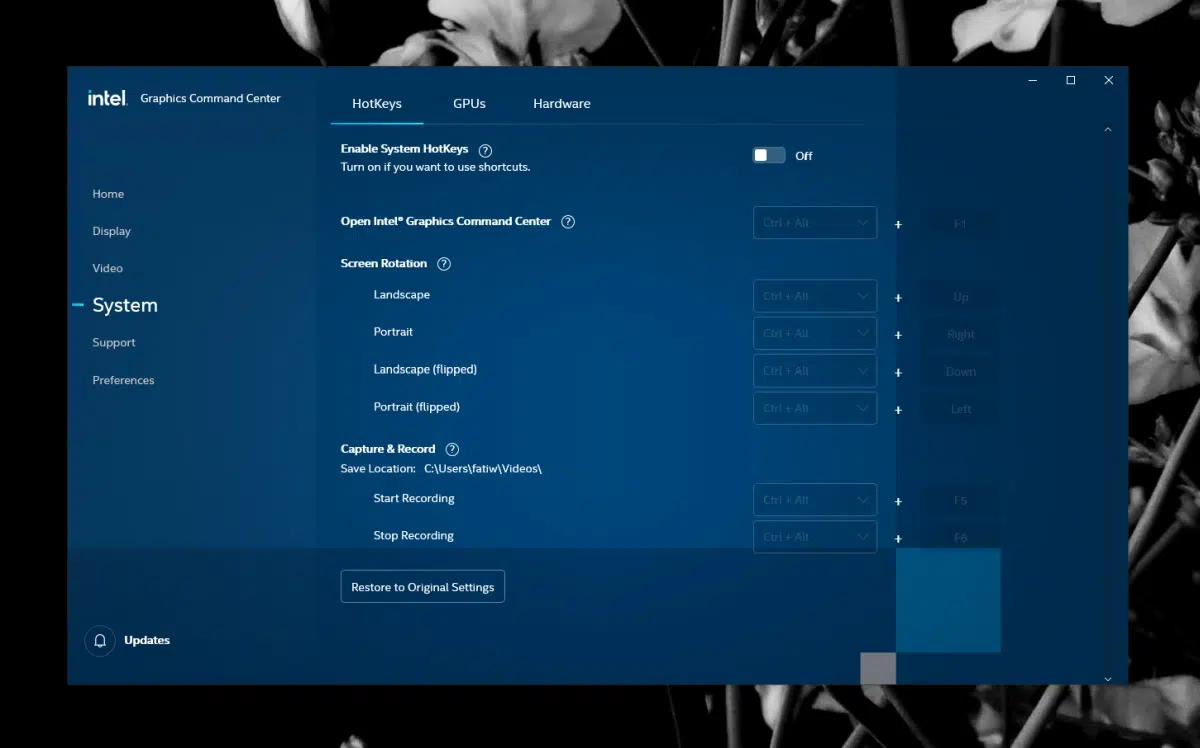 intel. Graphics Command Center
HotKeys GPUs Hardware
Enable System HotKeys ?
Turn on if you want to use shortcuts.
Off
Home
Display
Video
System
Support
Preferences
Open Intel® Graphics Command Center ? Ctrl + Alt + F1
Screen Rotation ?
Landscape Ctrl + Alt + Up
Portrait Ctrl + Alt + Right
Landscape (flipped) Ctrl + Alt + Down
Portrait (flipped) Ctrl + Alt + Left
Capture & Record ?
Save Location: C:\Users\fatiw\Videos\
Start Recording Ctrl + Alt + F5
Stop Recording Ctrl + Alt + F6
Restore to Original Settings
Updates